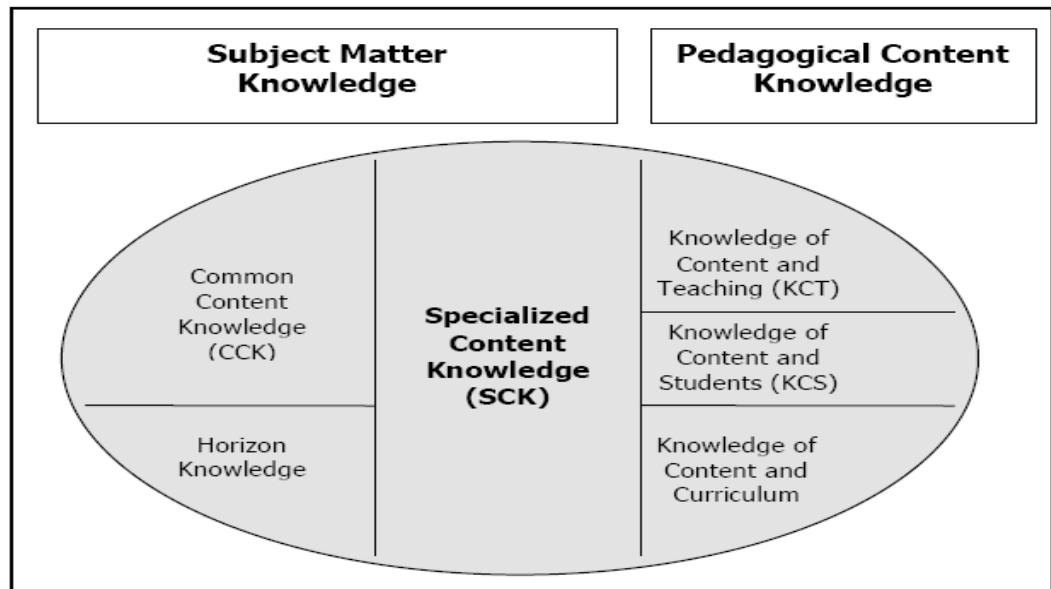 Subject Matter
Knowledge
Pedagogical Content
Knowledge
Common
Content
Knowledge
(CCK)
Horizon
Knowledge
Specialized
Content
Knowledge
(SCK)
Knowledge of
Content and
Teaching (KCT)
Knowledge of
Content and
Students (KCS)
Knowledge of
Content and
Curriculum